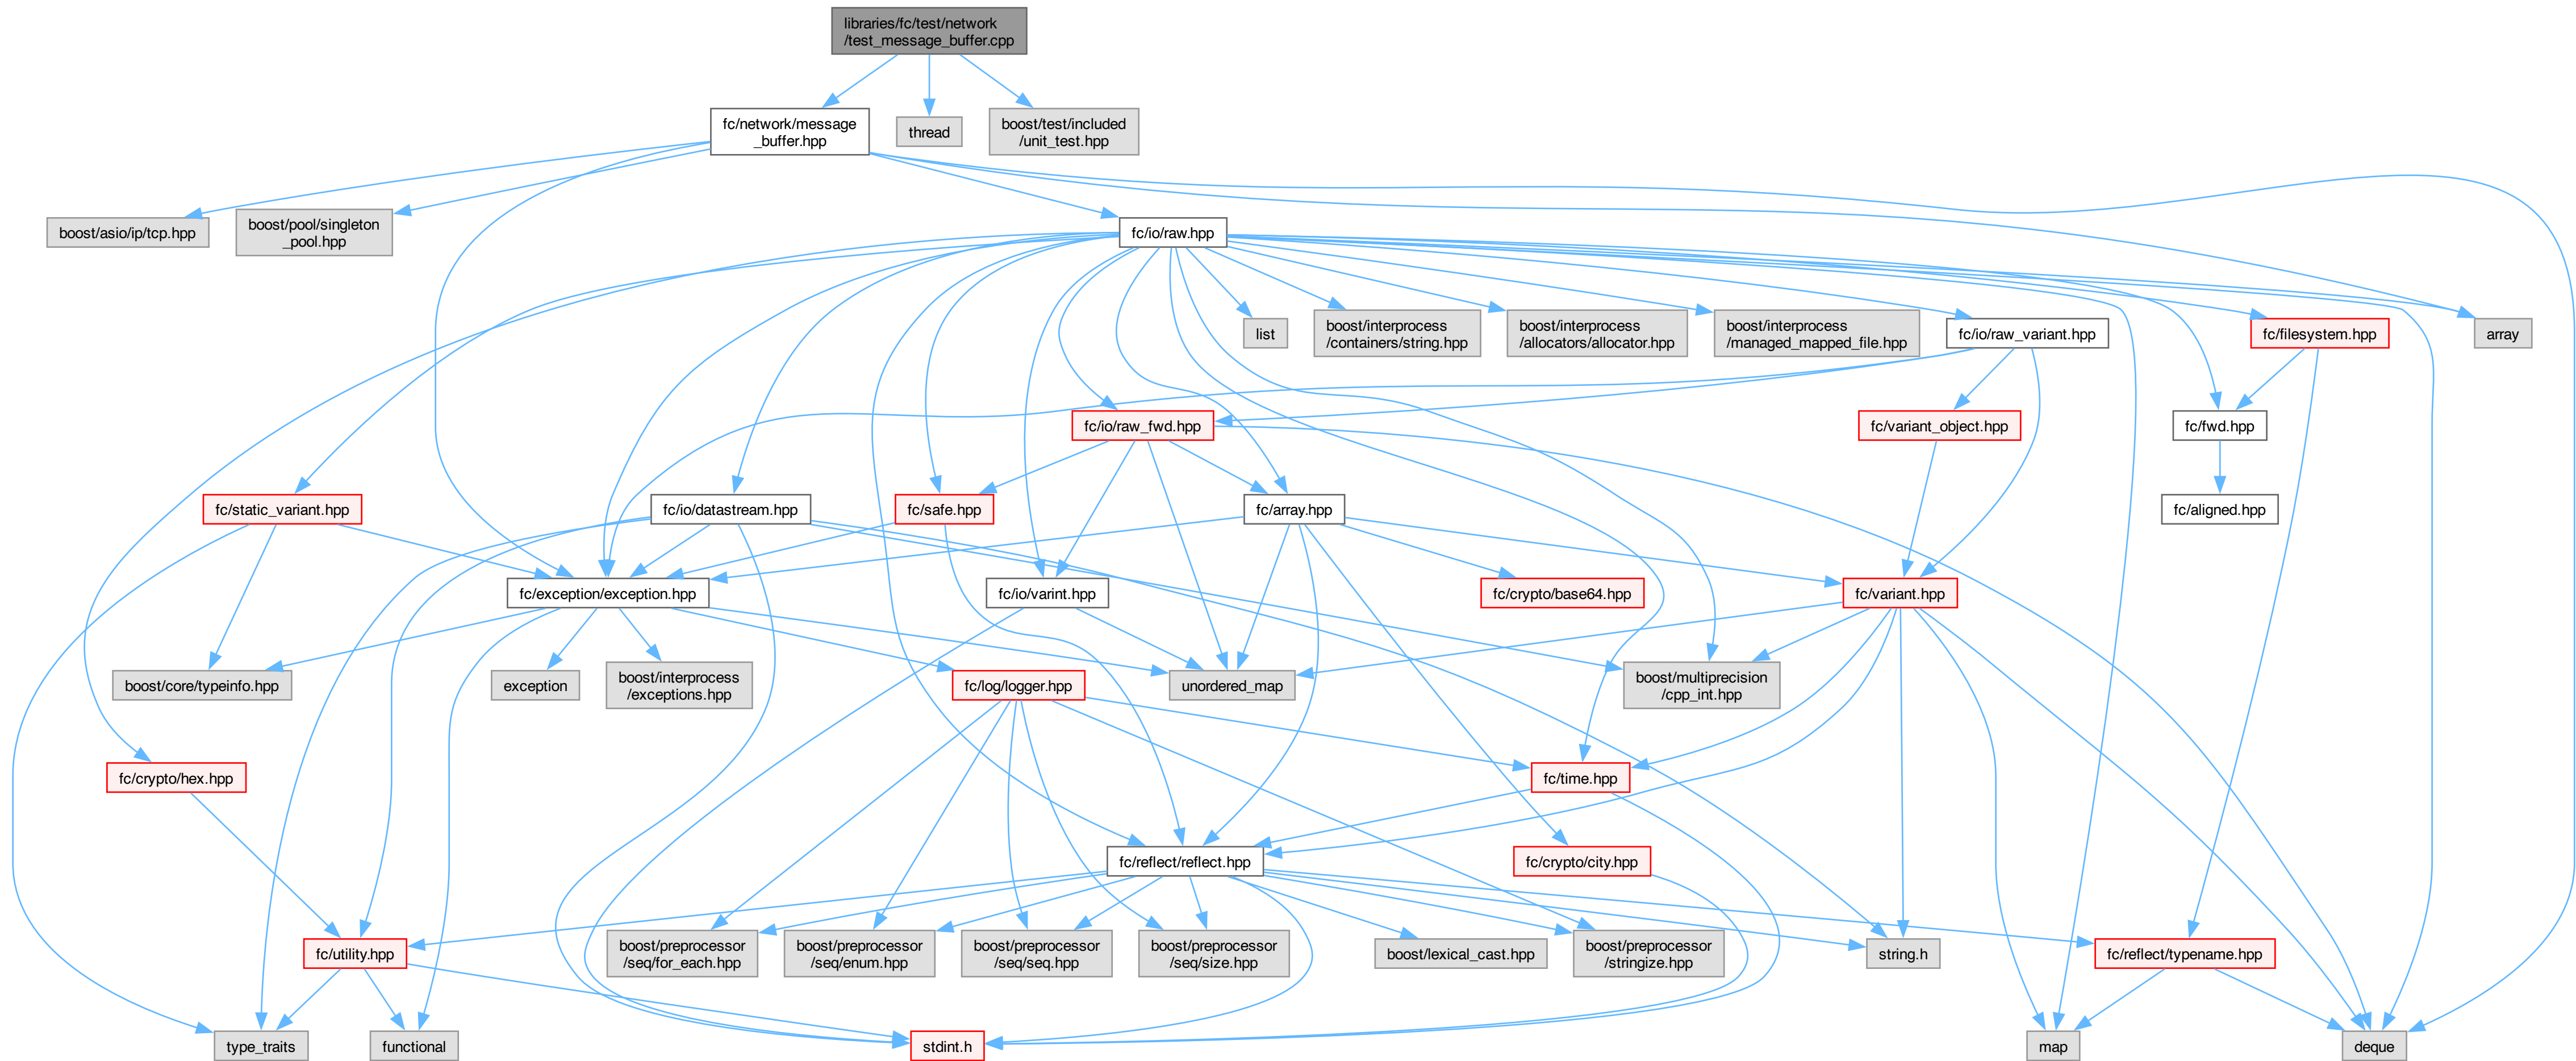 libraries/fc/test/network
/test_message_buffer.cpp
fc/network/message
_buffer.hpp
thread
boost/test/included
/unit_test.hpp
boost/asio/ip/tcp.hpp
boost/pool/singleton
_pool.hpp
fc/io/raw.hpp
list
boost/interprocess
/containers/string.hpp
boost/interprocess
/allocators/allocator.hpp
boost/interprocess
/managed_mapped_file.hpp
fc/io/raw_variant.hpp
fc/filesystem.hpp
array
fc/io/raw_fwd.hpp
fc/variant_object.hpp
fc/fwd.hpp
fc/static_variant.hpp
fc/io/datastream.hpp
fc/safe.hpp
fc/array.hpp
fc/aligned.hpp
fc/exception/exception.hpp
fc/io/varint.hpp
fc/crypto/base64.hpp
fc/variant.hpp
boost/core/typeinfo.hpp
exception
boost/interprocess
/exceptions.hpp
fc/log/logger.hpp
unordered_map
boost/multiprecision
/cpp_int.hpp
fc/crypto/hex.hpp
fc/time.hpp
fc/reflect/reflect.hpp
fc/crypto/city.hpp
fc/utility.hpp
boost/preprocessor
/seq/for_each.hpp
boost/preprocessor
/seq/enum.hpp
boost/preprocessor
/seq/seq.hpp
boost/preprocessor
/seq/size.hpp
boost/lexical_cast.hpp
boost/preprocessor
/stringize.hpp
string.h
fc/reflect/typename.hpp
type_traits
functional
stdint.h
map
deque